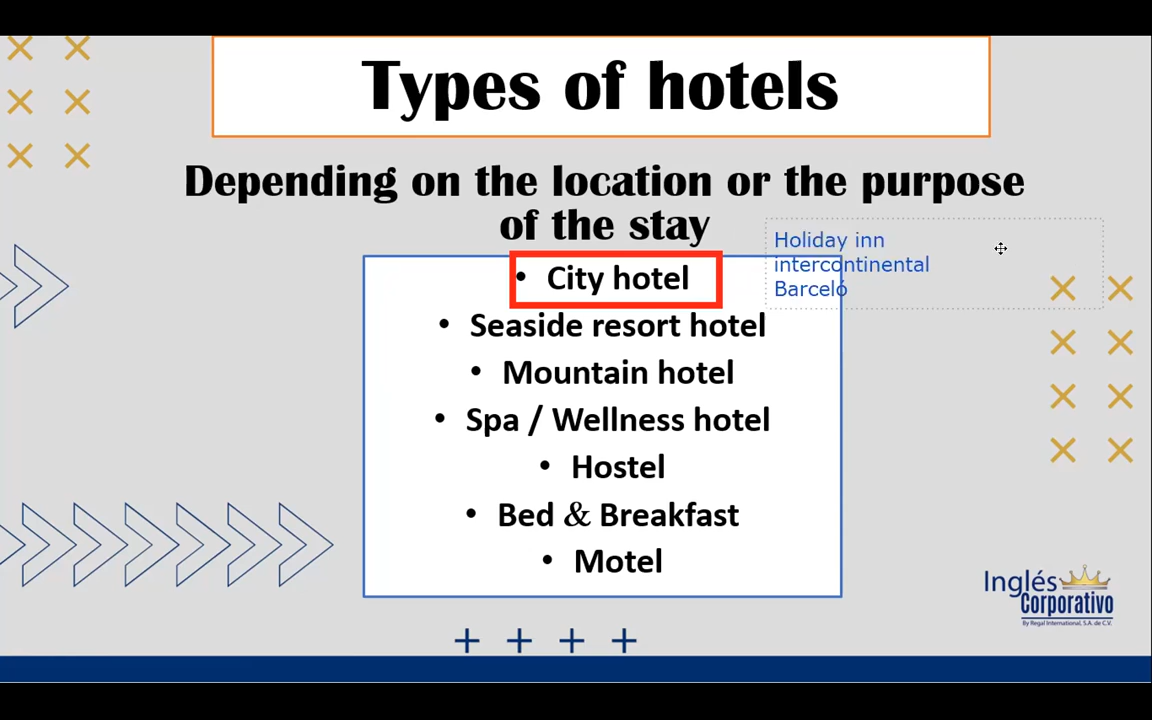 Types of hotels
Depending on the location or the purpose
of the stay
Holiday inn
intercontinental
Barceló
• City hotel
• Seaside resort hotel
• Mountain hotel
• Spa / Wellness hotel
• Hostel
• Bed & Breakfast
• Motel
Inglés
Corporativo
By Regal International, S.A. de C.V.